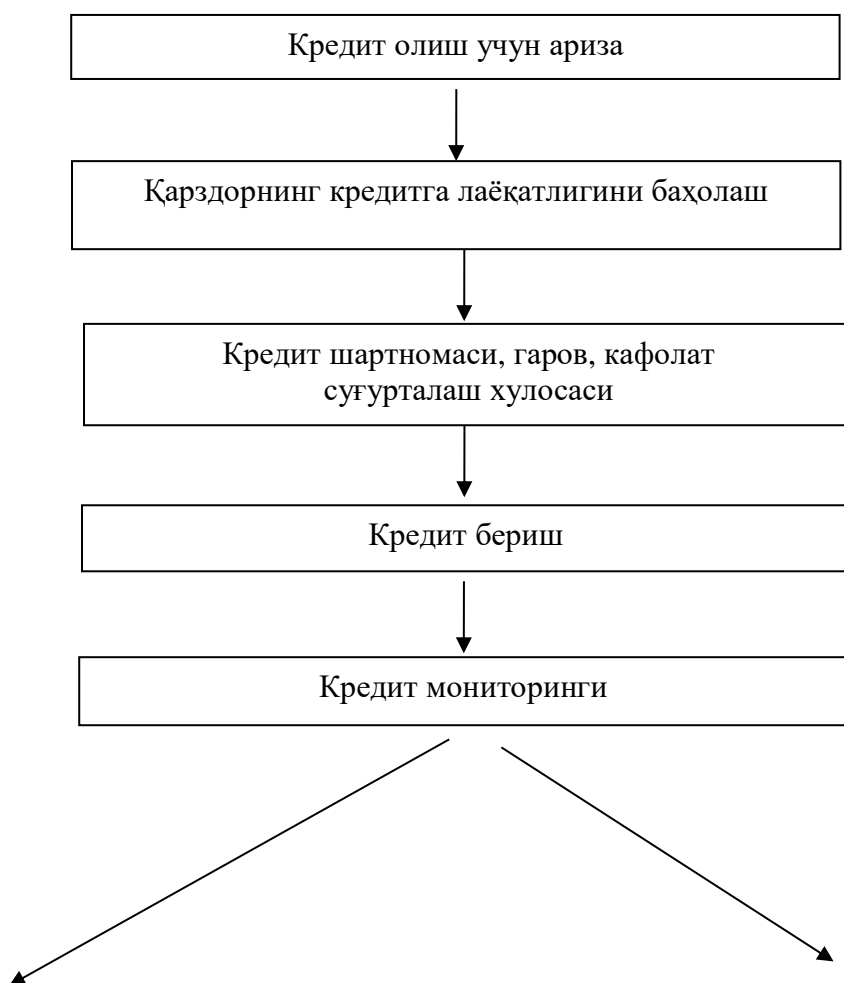 Кредит олиш учун ариза
Қарздорнинг кредитга лаёқатлигини баҳолаш
Кредит шартномаси, гаров, кафолат
суғурталаш хулосаси
Кредит бериш
Кредит мониторинги